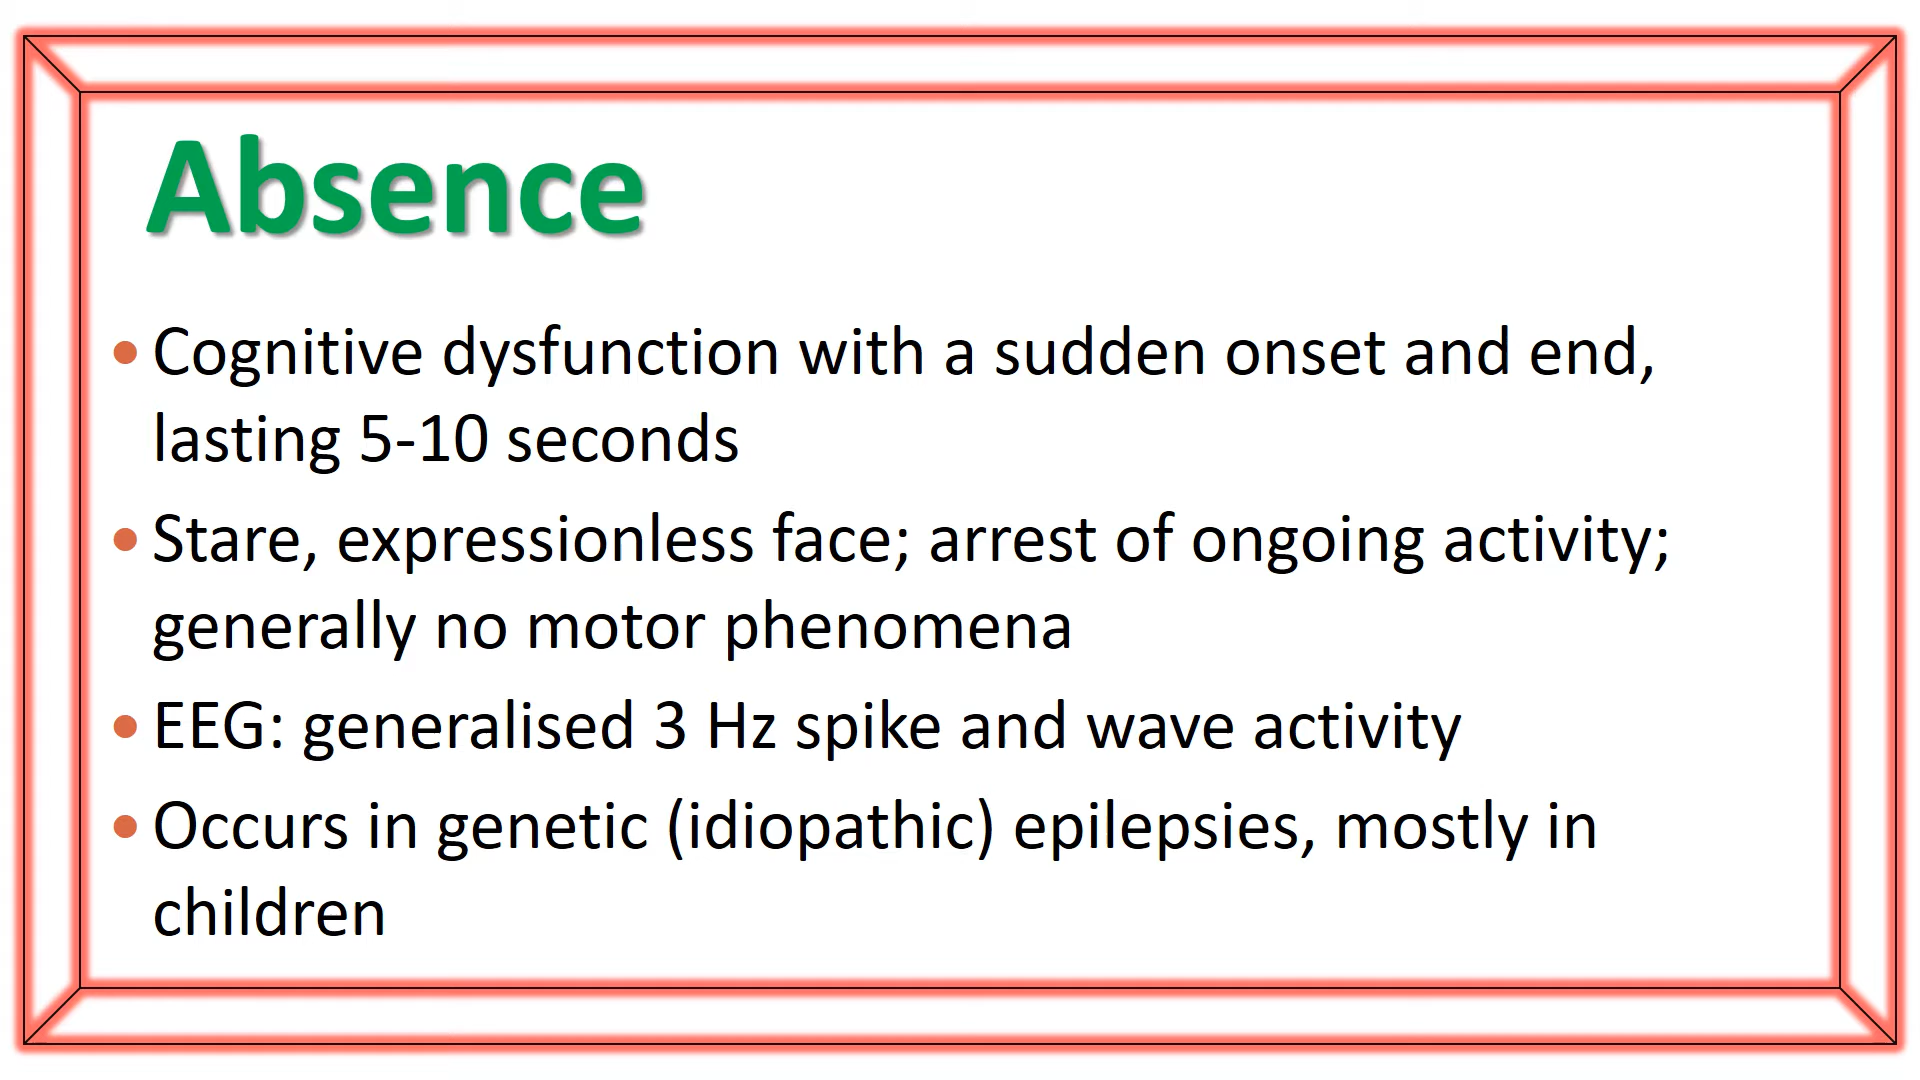 Absence
• Cognitive dysfunction with a sudden onset and end,
lasting 5-10 seconds
• Stare, expressionless face; arrest of ongoing activity;
generally no motor phenomena
• EEG: generalised 3 Hz spike and wave activity
• Occurs in genetic (idiopathic) epilepsies, mostly in
children